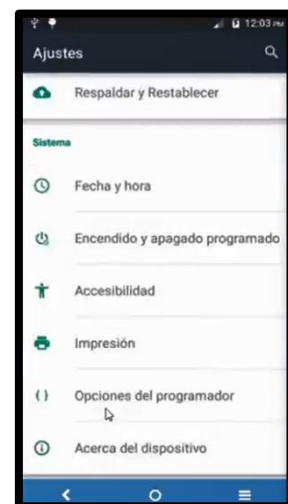 12:03 PM
Ajustes
Respaldar y Restablecer
Sistema
Fecha y hora
Encendido y apagado programado
Accesibilidad
Impresión
Opciones del programador
Acerca del dispositivo